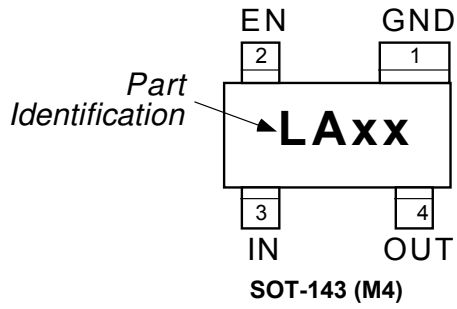 EN GND
2 1
Part
Identification
LAxx
3 4
IN OUT
SOT-143 (M4)